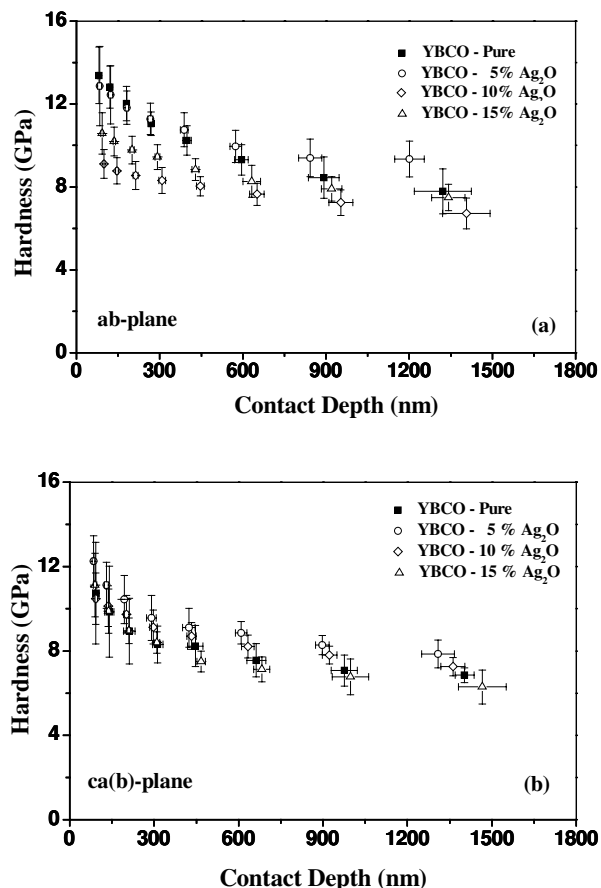 16
YBCO - Pure
YBCO - 5% Ag₂O
YBCO - 10% Ag,O
YBCO - 15% Ag₂O
12
8
4
0
Hardness (GPa)
ab-plane
(a)
0 300 600 900 1200 1500 1800
Contact Depth (nm)
16
YBCO - Pure
YBCO - 5 % Ag₂O
YBCO - 10 % Ag₂O
YBCO - 15 % Ag₂O
12
8
4
0
Hardness (GPa)
ca(b)-plane
(b)
0 300 600 900 1200 1500 1800
Contact Depth (nm)